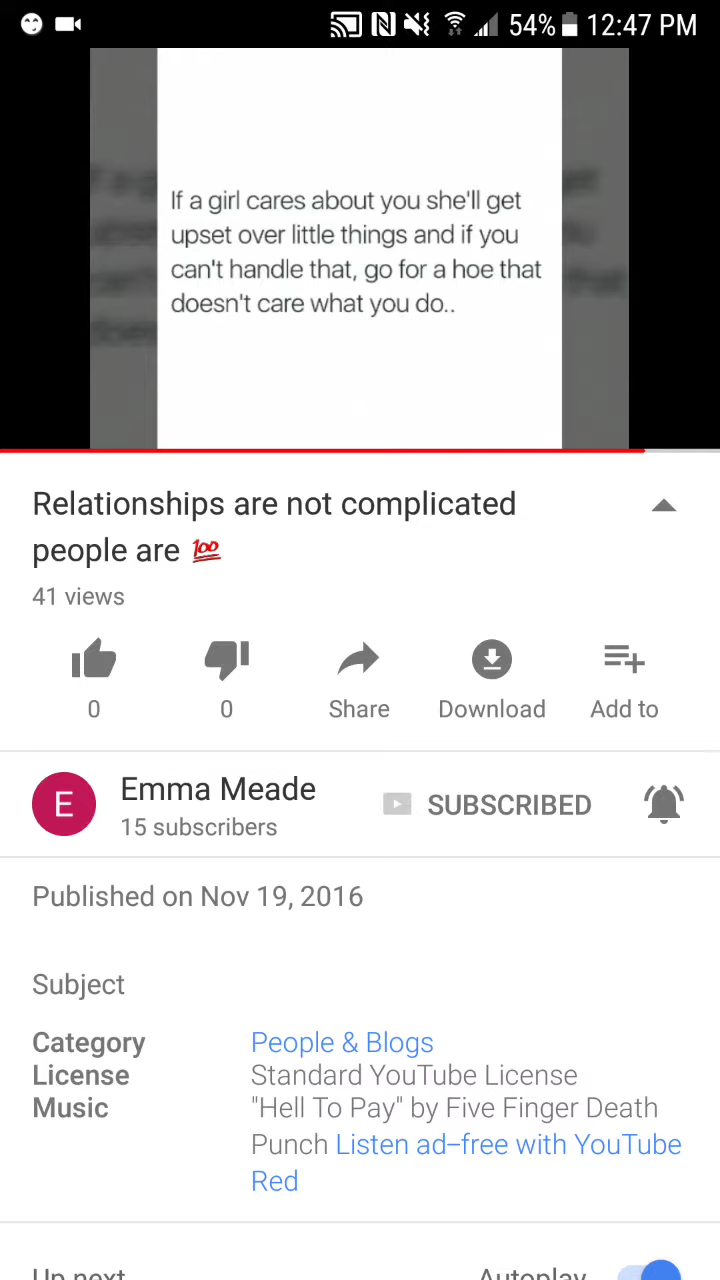 54% 12:47 PM
If a girl cares about you she'll get
upset over little things and if you
can't handle that, go for a hoe that
doesn't care what you do..
Relationships are not complicated
people are 💯
41 views
0 0 Share Download Add to
E Emma Meade SUBSCRIBED
15 subscribers
Published on Nov 19, 2016
Subject
Category People & Blogs
License Standard YouTube License
Music "Hell To Pay" by Five Finger Death
Punch Listen ad-free with YouTube
Red
Up next Autoplay